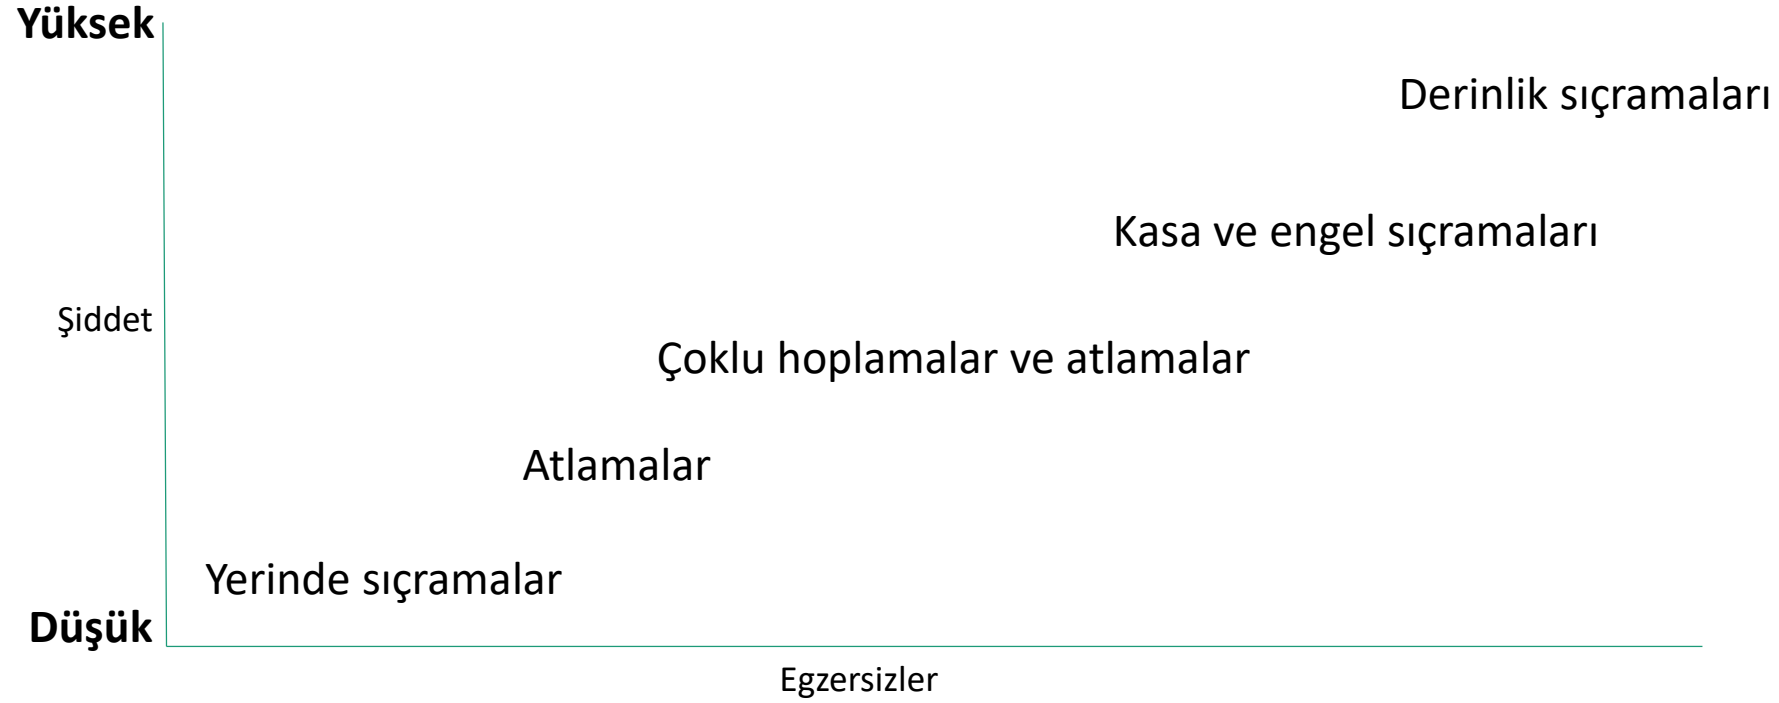 Yüksek
Derinlik sıçramaları
Kasa ve engel sıçramaları
Şiddet
Çoklu hoplamalar ve atlamalar
Atlamalar
Yerinde sıçramalar
Düşük
Egzersizler